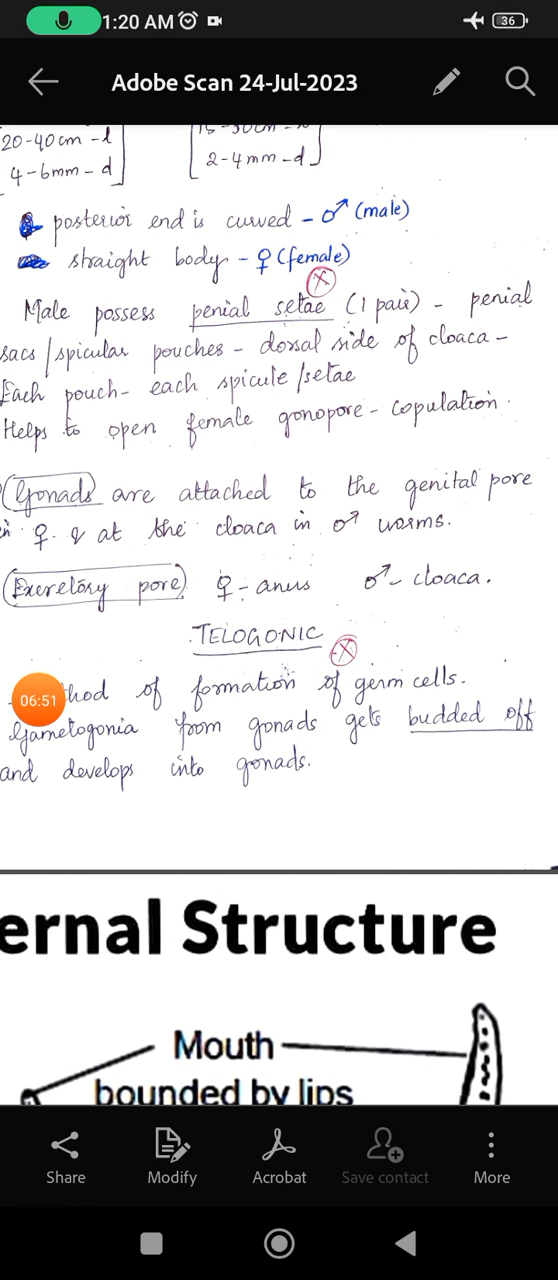 1:20 AM
36
Adobe Scan 24-Jul-2023
20-40cm-l
4-6mm-d
2-4mm-d
posterior end is curved - ♂ (male)
straight body - ♀ (female)
Male possess penial setae (1 pair) - penial
sacs/spicular pouches - dorsal side of cloaca -
Each pouch - each spicule/setae
Helps to open female gonopore - copulation.
Gonads are attached to the genital pore
in ♀ & at the cloaca in ♂ worms.
Excretory pore ♀ - anus ♂ - cloaca.
TELOGONIC
06:51
hod of formation of germ cells.
Gametogonia from gonads gets budded off
and develops into gonads.
ernal Structure
Mouth
bounded by lips
Share Modify Acrobat Save contact More